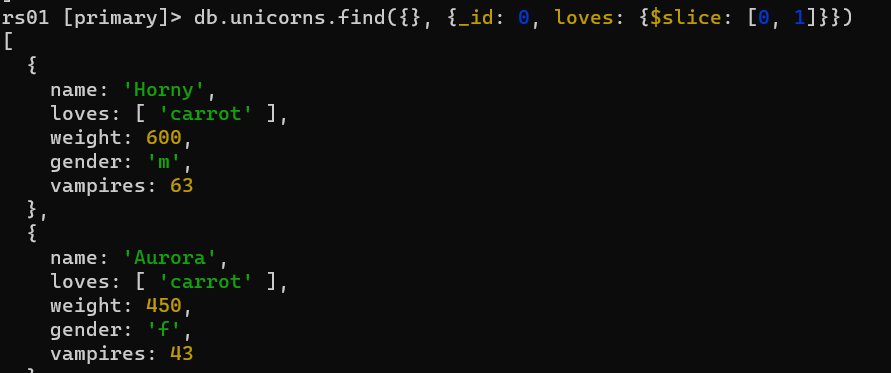 rs01 [primary]> db.unicorns.find({}, {_id: 0, loves: {$slice: [0, 1]}})
[
  {
    name: 'Horny',
    loves: [ 'carrot' ],
    weight: 600,
    gender: 'm',
    vampires: 63
  },
  {
    name: 'Aurora',
    loves: [ 'carrot' ],
    weight: 450,
    gender: 'f',
    vampires: 43